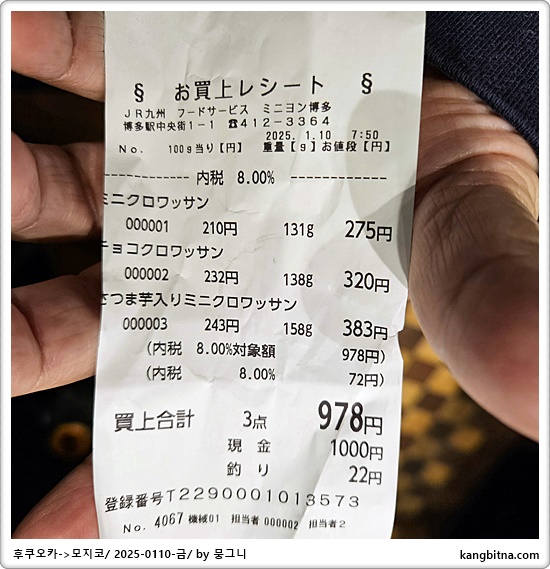 § お買上レシート §
JR九州 フードサービス ミニヨン博多
博多駅中央街1-1 ☎412-3364
2025. 1.10 7:50
No. 100g当り【円】 重量【g】お値段【円】
------------ 内税 8.00% ------------
ミニクロワッサン
000001 210円 131g 275円
チョコクロワッサン
000002 232円 138g 320円
さつま芋入りミニクロワッサン
000003 243円 158g 383円
(内税 8.00%対象額 978円)
(内税 8.00% 72円)
買上合計 3点 978円
現 金 1000円
釣 り 22円
登録番号T2290001013573
No. 4067 機械01 担当者 000002 担当者2
후쿠오카->모지코/ 2025-0110-금/ by 뭉그니
kangbitna.com